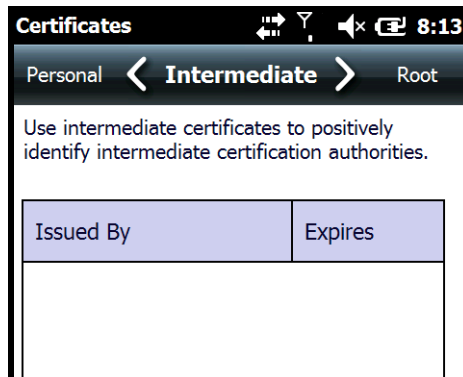 Certificates 8:13
Personal Intermediate Root
Use intermediate certificates to positively
identify intermediate certification authorities.
Issued By Expires